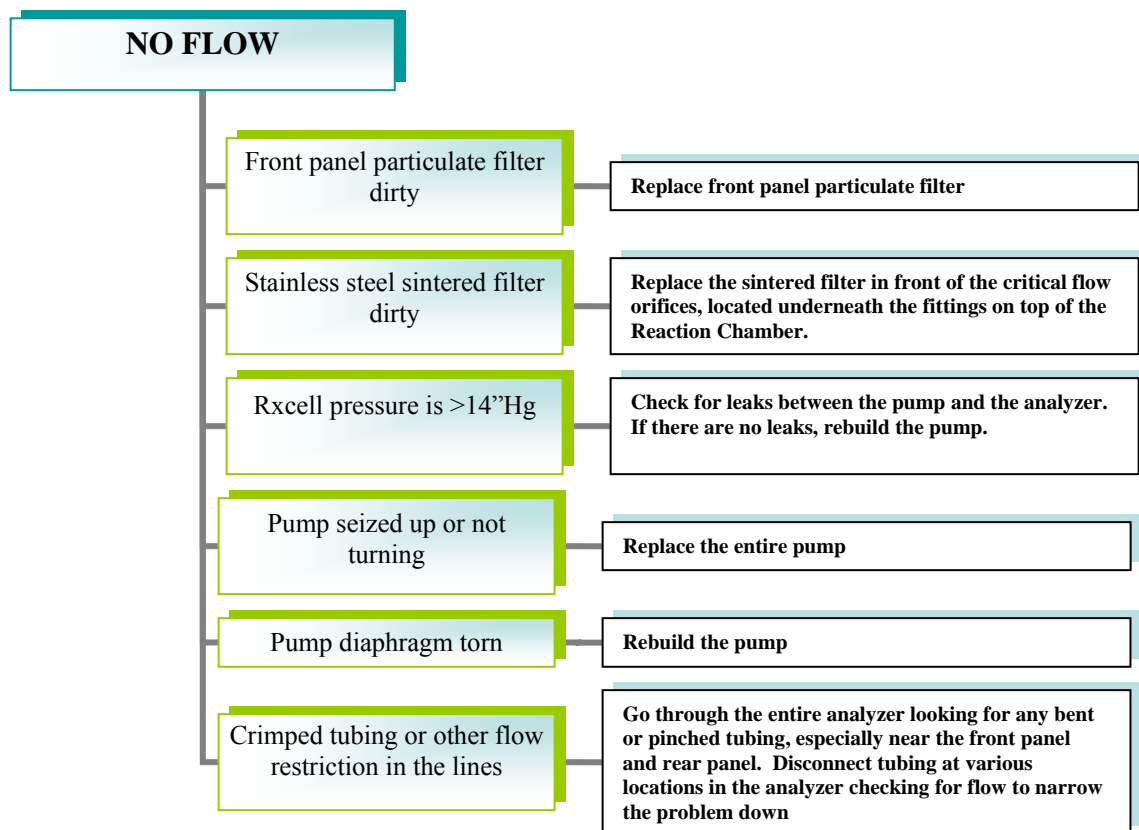 NO FLOW
Front panel particulate filter
dirty
Replace front panel particulate filter
Stainless steel sintered filter
dirty
Replace the sintered filter in front of the critical flow
orifices, located underneath the fittings on top of the
Reaction Chamber.
Rxcell pressure is >14”Hg
Check for leaks between the pump and the analyzer.
If there are no leaks, rebuild the pump.
Pump seized up or not
turning
Replace the entire pump
Pump diaphragm torn
Rebuild the pump
Crimped tubing or other flow
restriction in the lines
Go through the entire analyzer looking for any bent
or pinched tubing, especially near the front panel
and rear panel.  Disconnect tubing at various
locations in the analyzer checking for flow to narrow
the problem down